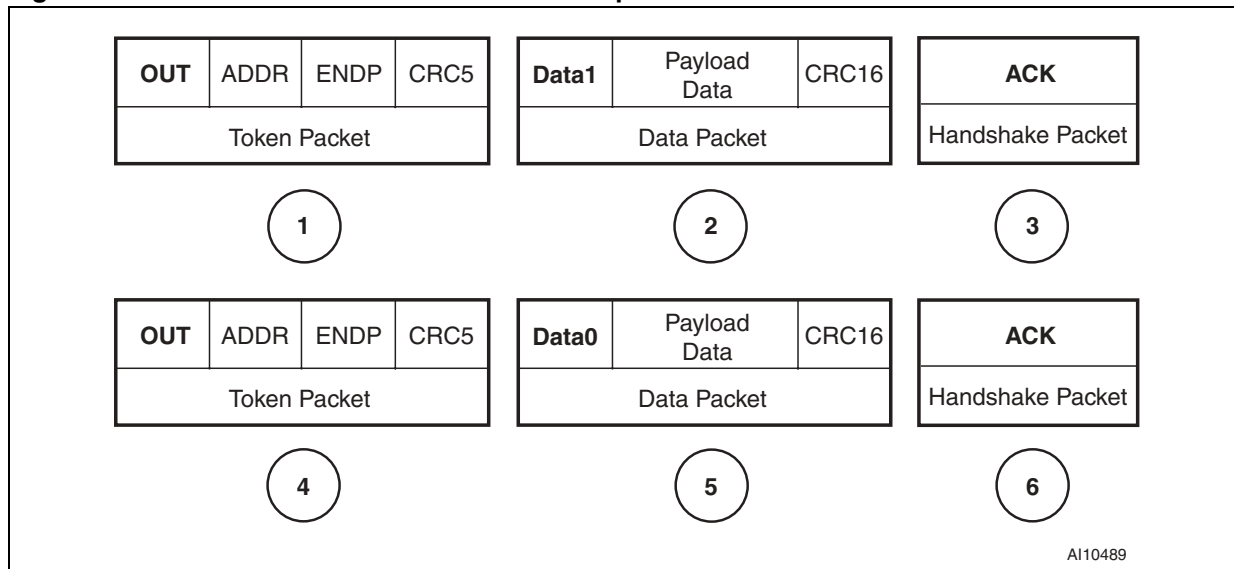 OUT ADDR ENDP CRC5 Data1 Payload Data CRC16 ACK
Token Packet Data Packet Handshake Packet
1 2 3
OUT ADDR ENDP CRC5 Data0 Payload Data CRC16 ACK
Token Packet Data Packet Handshake Packet
4 5 6
AI10489